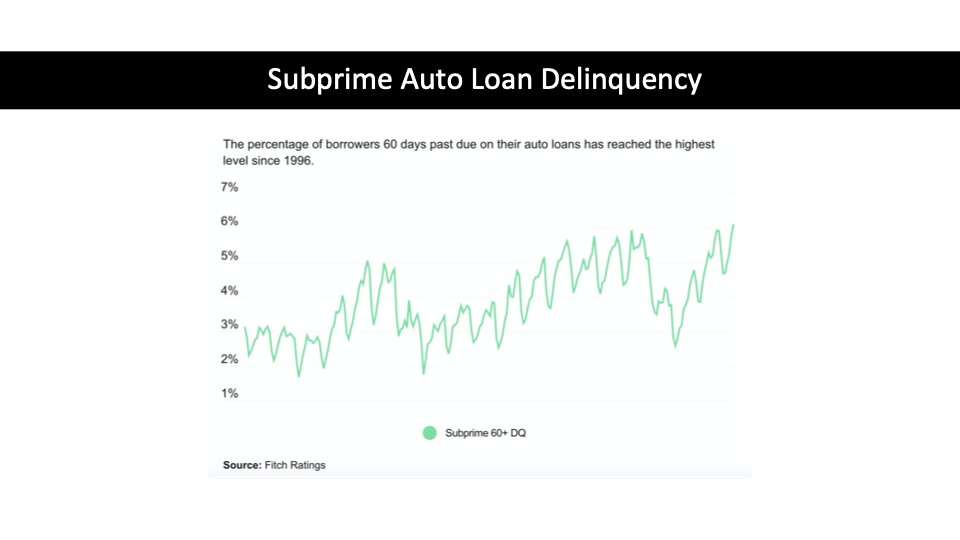 Subprime Auto Loan Delinquency
The percentage of borrowers 60 days past due on their auto loans has reached the highest
level since 1996.
7%
6%
5%
4%
3%
2%
1%
Subprime 60+ DQ
Source: Fitch Ratings